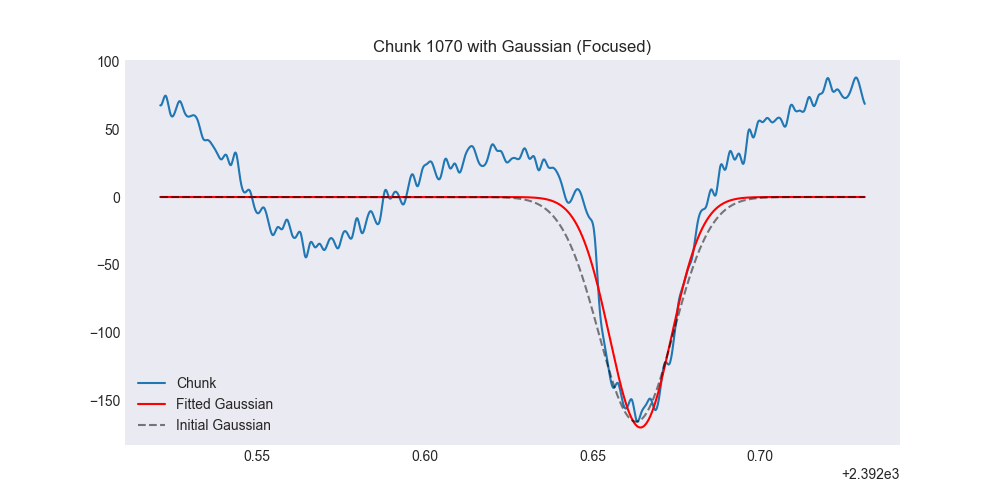 Chunk 1070 with Gaussian (Focused)
100
50
0
−50
−100
−150
Chunk
Fitted Gaussian
Initial Gaussian
0.55 0.60 0.65 0.70
+2.392e3